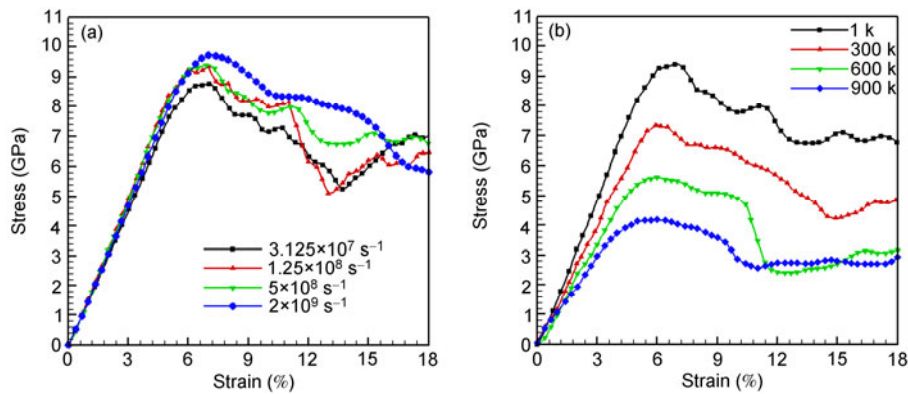 (a)
11
10
9
8
7
6
5
4
3
2
1
0
Stress (GPa)
0 3 6 9 12 15 18
Strain (%)
3.125×10⁷ s⁻¹
1.25×10⁸ s⁻¹
5×10⁸ s⁻¹
2×10⁹ s⁻¹
(b)
11
10
9
8
7
6
5
4
3
2
1
0
Stress (GPa)
0 3 6 9 12 15 18
Strain (%)
1 k
300 k
600 k
900 k